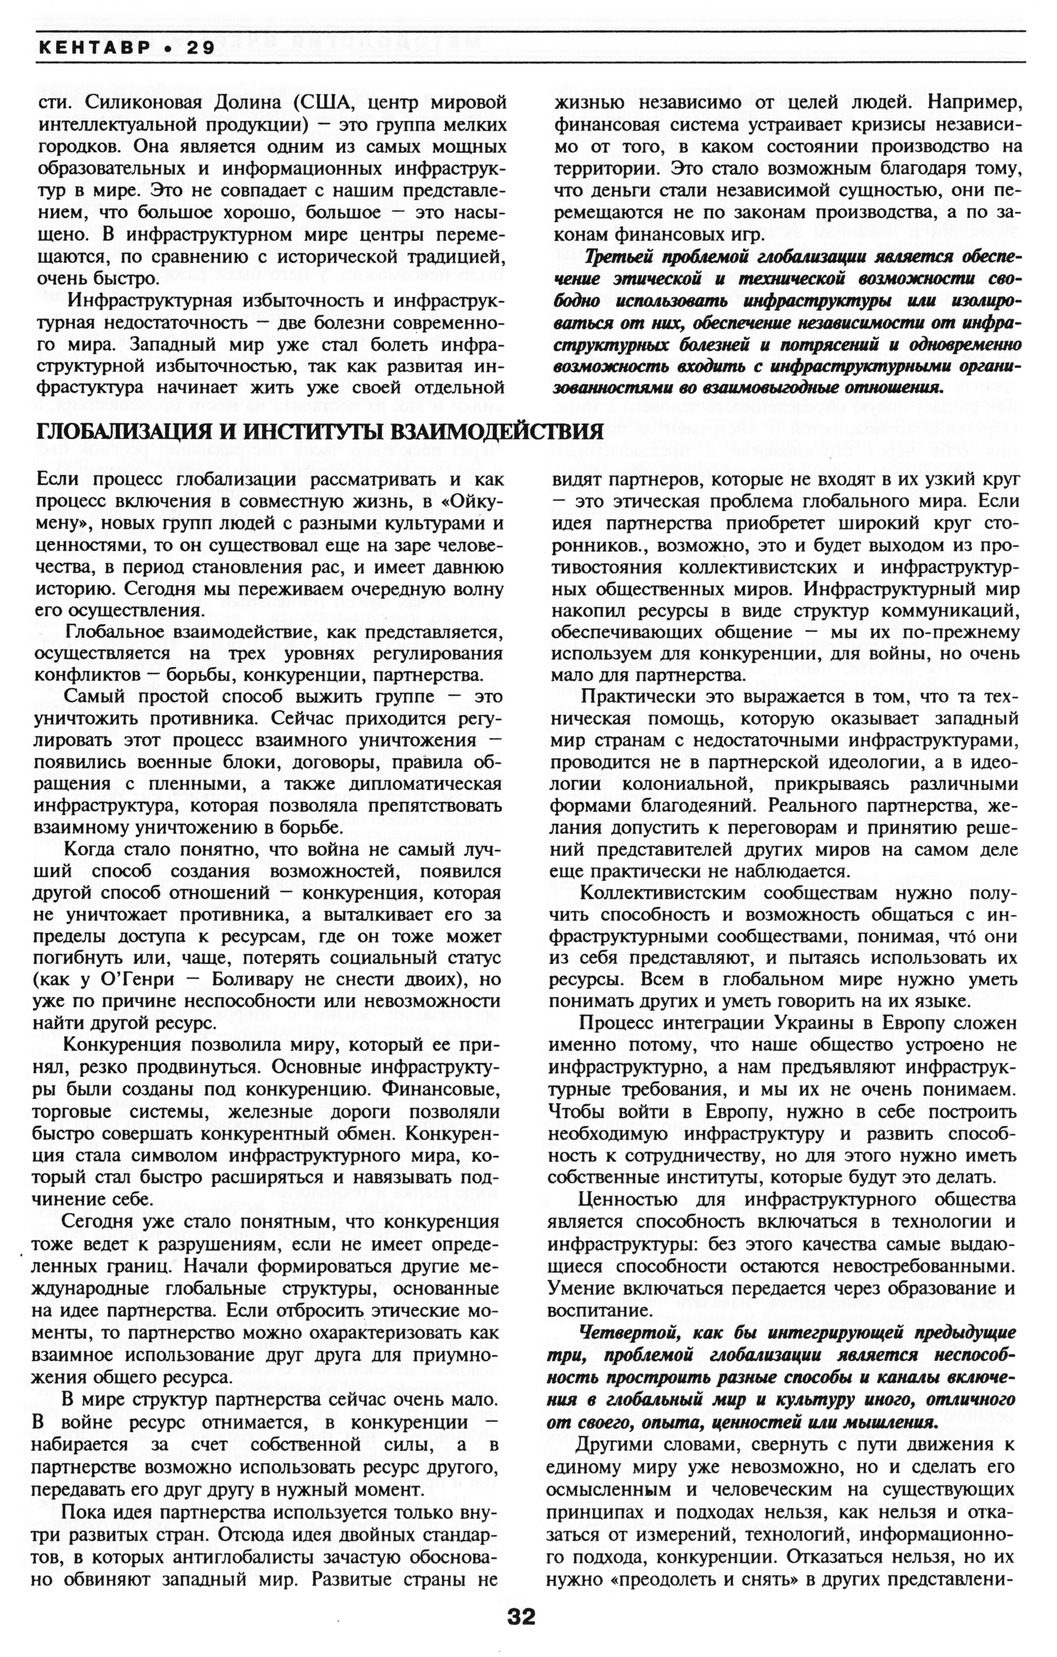 КЕНТАВР • 29
сти. Силиконовая Долина (США, центр мировой
интеллектуальной продукции) — это группа мелких
городков. Она является одним из самых мощных
образовательных и информационных инфраструк-
тур в мире. Это не совпадает с нашим представле-
нием, что большое хорошо, большое — это насы-
щено. В инфраструктурном мире центры переме-
щаются, по сравнению с исторической традицией,
очень быстро.
Инфраструктурная избыточность и инфраструк-
турная недостаточность — две болезни современно-
го мира. Западный мир уже стал болеть инфра-
структурной избыточностью, так как развитая ин-
фрастуктура начинает жить уже своей отдельной
жизнью независимо от целей людей. Например,
финансовая система устраивает кризисы независи-
мо от того, в каком состоянии производство на
территории. Это стало возможным благодаря тому,
что деньги стали независимой сущностью, они пе-
ремещаются не по законам производства, а по за-
конам финансовых игр.
Третьей проблемой глобализации является обеспе-
чение этической и технической возможности сво-
бодно использовать инфраструктуры или изолиро-
ваться от них, обеспечение независимости от инфра-
структурных болезней и потрясений и одновременно
возможность входить с инфраструктурными органи-
зованностями во взаимовыгодные отношения.
ГЛОБАЛИЗАЦИЯ И ИНСТИТУТЫ ВЗАИМОДЕЙСТВИЯ
Если процесс глобализации рассматривать и как
процесс включения в совместную жизнь, в «Ойку-
мену», новых групп людей с разными культурами и
ценностями, то он существовал еще на заре челове-
чества, в период становления рас, и имеет давнюю
историю. Сегодня мы переживаем очередную волну
его осуществления.
Глобальное взаимодействие, как представляется,
осуществляется на трех уровнях регулирования
конфликтов — борьбы, конкуренции, партнерства.
Самый простой способ выжить группе — это
уничтожить противника. Сейчас приходится регу-
лировать этот процесс взаимного уничтожения —
появились военные блоки, договоры, правила об-
ращения с пленными, а также дипломатическая
инфраструктура, которая позволяла препятствовать
взаимному уничтожению в борьбе.
Когда стало понятно, что война не самый луч-
ший способ создания возможностей, появился
другой способ отношений — конкуренция, которая
не уничтожает противника, а выталкивает его за
пределы доступа к ресурсам, где он тоже может
погибнуть или, чаще, потерять социальный статус
(как у О'Генри — Боливару не снести двоих), но
уже по причине неспособности или невозможности
найти другой ресурс.
Конкуренция позволила миру, который ее при-
нял, резко продвинуться. Основные инфраструкту-
ры были созданы под конкуренцию. Финансовые,
торговые системы, железные дороги позволяли
быстро совершать конкурентный обмен. Конкурен-
ция стала символом инфраструктурного мира, ко-
торый стал быстро расширяться и навязывать под-
чинение себе.
Сегодня уже стало понятным, что конкуренция
тоже ведет к разрушениям, если не имеет опреде-
ленных границ. Начали формироваться другие ме-
ждународные глобальные структуры, основанные
на идее партнерства. Если отбросить этические мо-
менты, то партнерство можно охарактеризовать как
взаимное использование друг друга для приумно-
жения общего ресурса.
В мире структур партнерства сейчас очень мало.
В войне ресурс отнимается, в конкуренции —
набирается за счет собственной силы, а в
партнерстве возможно использовать ресурс другого,
передавать его друг другу в нужный момент.
Пока идея партнерства используется только вну-
три развитых стран. Отсюда идея двойных стандар-
тов, в которых антиглобалисты зачастую обоснова-
но обвиняют западный мир. Развитые страны не
видят партнеров, которые не входят в их узкий круг
— это этическая проблема глобального мира. Если
идея партнерства приобретет широкий круг сто-
ронников., возможно, это и будет выходом из про-
тивостояния коллективистских и инфраструктур-
ных общественных миров. Инфраструктурный мир
накопил ресурсы в виде структур коммуникаций,
обеспечивающих общение — мы их по-прежнему
используем для конкуренции, для войны, но очень
мало для партнерства.
Практически это выражается в том, что та тех-
ническая помощь, которую оказывает западный
мир странам с недостаточными инфраструктурами,
проводится не в партнерской идеологии, а в идео-
логии колониальной, прикрываясь различными
формами благодеяний. Реального партнерства, же-
лания допустить к переговорам и принятию реше-
ний представителей других миров на самом деле
еще практически не наблюдается.
Коллективистским сообществам нужно полу-
чить способность и возможность общаться с ин-
фраструктурными сообществами, понимая, что́ они
из себя представляют, и пытаясь использовать их
ресурсы. Всем в глобальном мире нужно уметь
понимать других и уметь говорить на их языке.
Процесс интеграции Украины в Европу сложен
именно потому, что наше общество устроено не
инфраструктурно, а нам предъявляют инфраструк-
турные требования, и мы их не очень понимаем.
Чтобы войти в Европу, нужно в себе построить
необходимую инфраструктуру и развить способ-
ность к сотрудничеству, но для этого нужно иметь
собственные институты, которые будут это делать.
Ценностью для инфраструктурного общества
является способность включаться в технологии и
инфраструктуры: без этого качества самые выдаю-
щиеся способности остаются невостребованными.
Умение включаться передается через образование и
воспитание.
Четвертой, как бы интегрирующей предыдущие
три, проблемой глобализации является неспособ-
ность простроить разные способы и каналы включе-
ния в глобальный мир и культуру иного, отличного
от своего, опыта, ценностей или мышления.
Другими словами, свернуть с пути движения к
единому миру уже невозможно, но и сделать его
осмысленным и человеческим на существующих
принципах и подходах нельзя, как нельзя и отка-
заться от измерений, технологий, информационно-
го подхода, конкуренции. Отказаться нельзя, но их
нужно «преодолеть и снять» в других представлени-
32